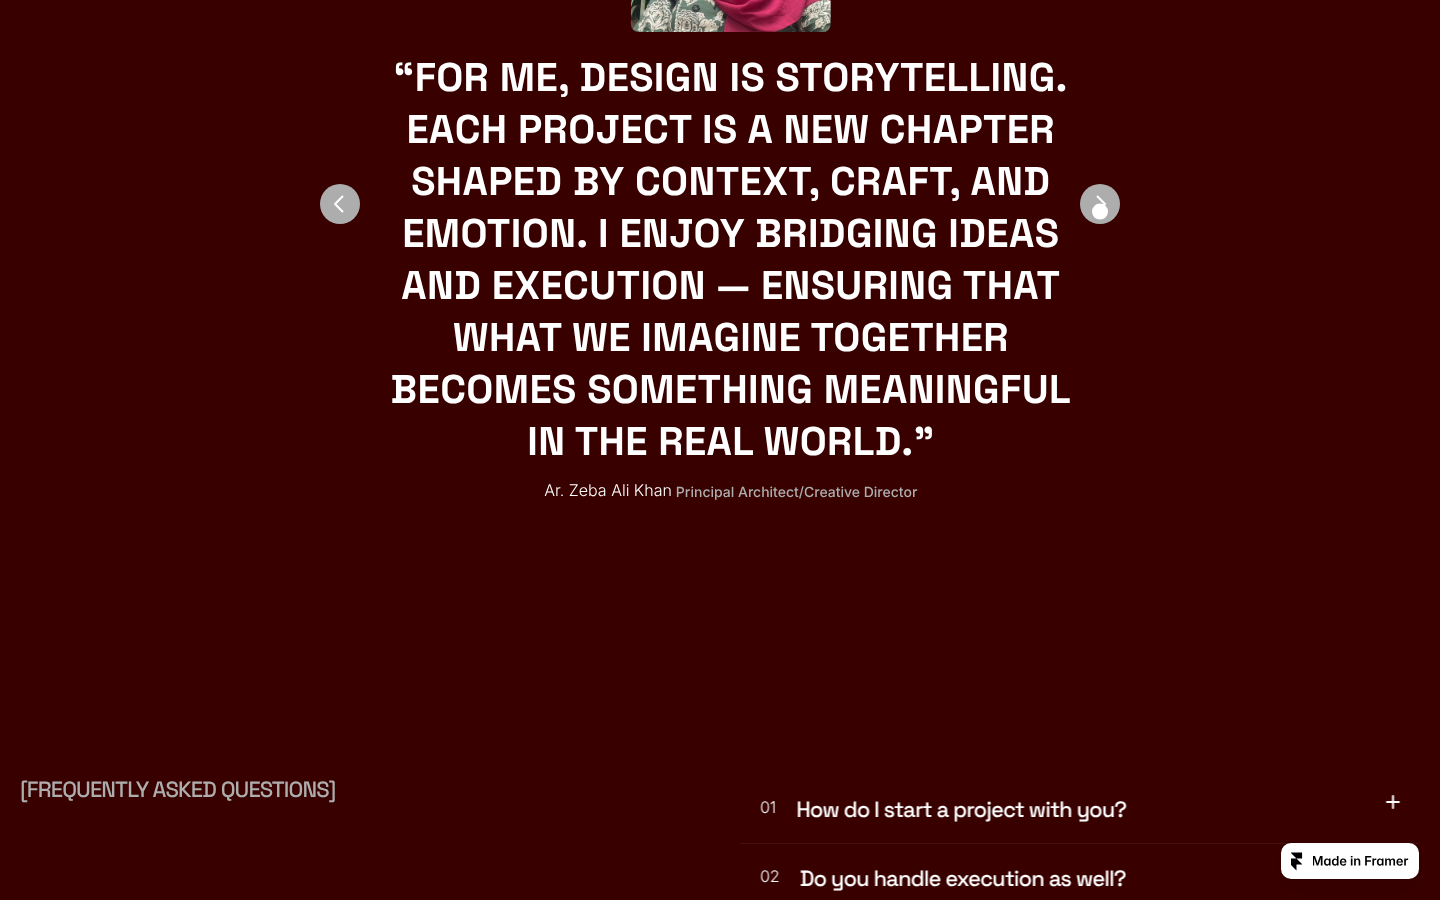 “FOR ME, DESIGN IS STORYTELLING.
EACH PROJECT IS A NEW CHAPTER
SHAPED BY CONTEXT, CRAFT, AND
EMOTION. I ENJOY BRIDGING IDEAS
AND EXECUTION — ENSURING THAT
WHAT WE IMAGINE TOGETHER
BECOMES SOMETHING MEANINGFUL
IN THE REAL WORLD.”
Ar. Zeba Ali Khan Principal Architect/Creative Director
[FREQUENTLY ASKED QUESTIONS]
01 How do I start a project with you? +
02 Do you handle execution as well?
Made in Framer